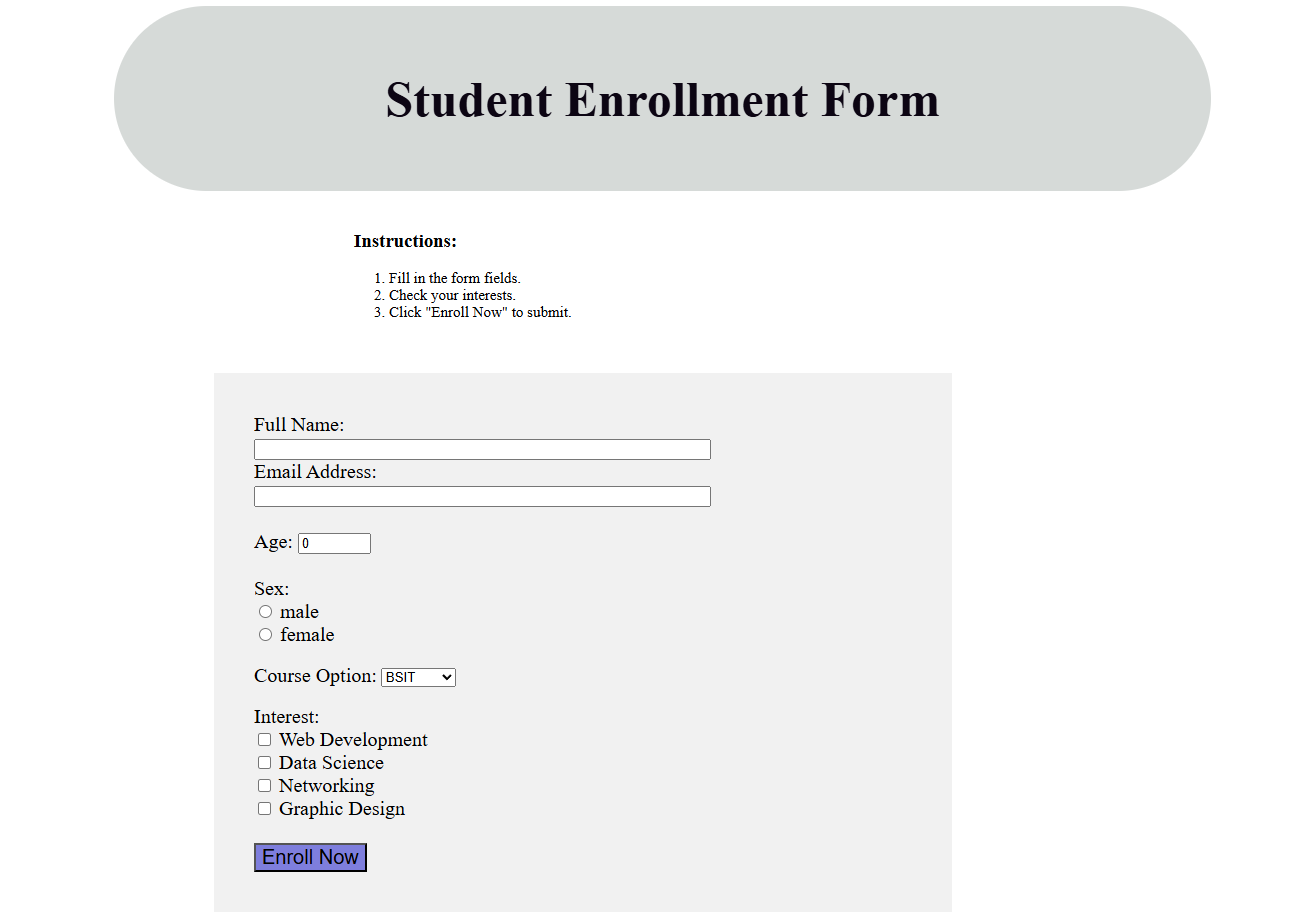 Student Enrollment Form
Instructions:
1. Fill in the form fields.
2. Check your interests.
3. Click "Enroll Now" to submit.
Full Name:
Email Address:
Age: 0
Sex:
male
female
Course Option: BSIT
Interest:
Web Development
Data Science
Networking
Graphic Design
Enroll Now